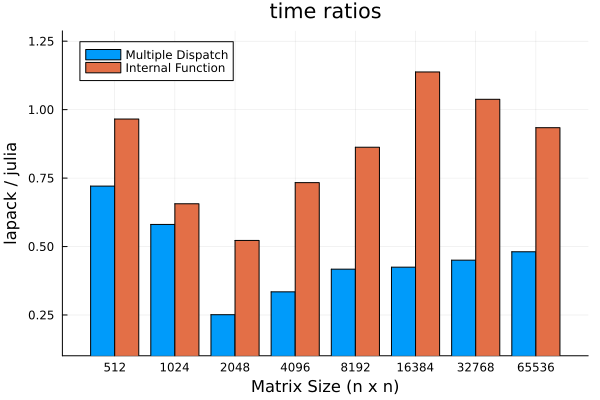 time ratios
Multiple Dispatch
Internal Function
lapack / julia
1.25
1.00
0.75
0.50
0.25
512 1024 2048 4096 8192 16384 32768 65536
Matrix Size (n x n)